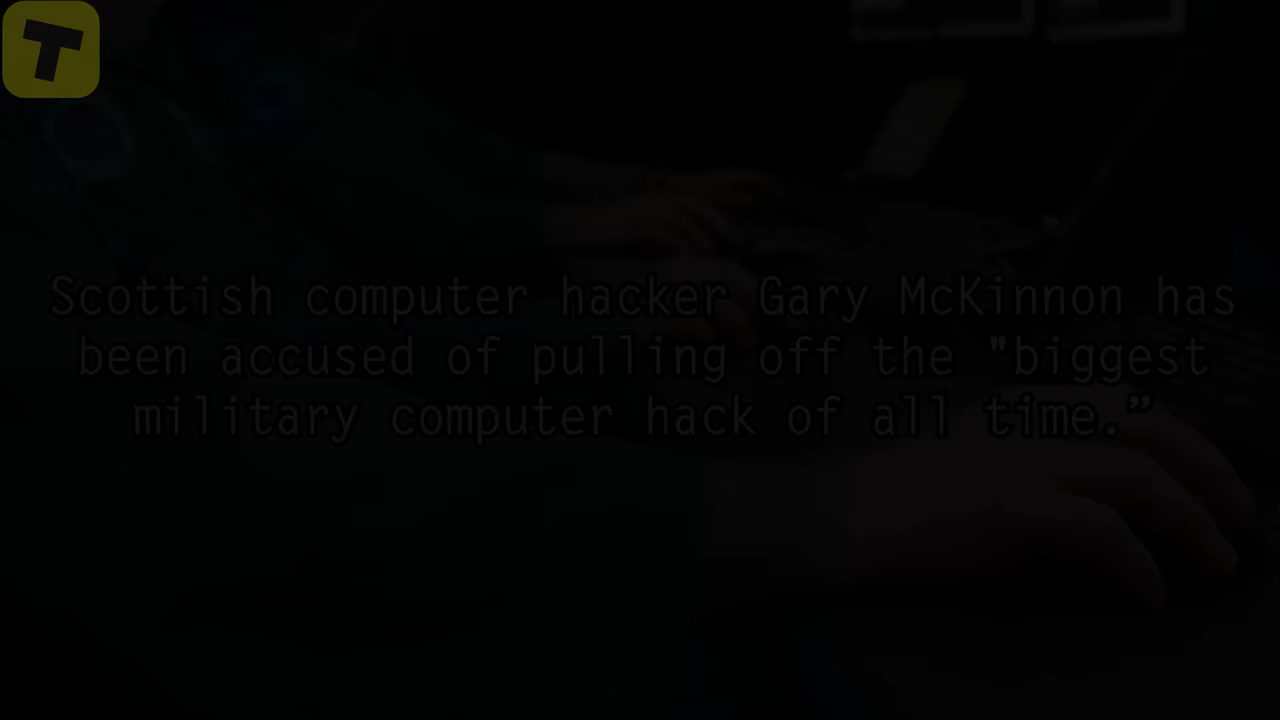 T
Scottish computer hacker Gary McKinnon has
been accused of pulling off the "biggest
military computer hack of all time.”